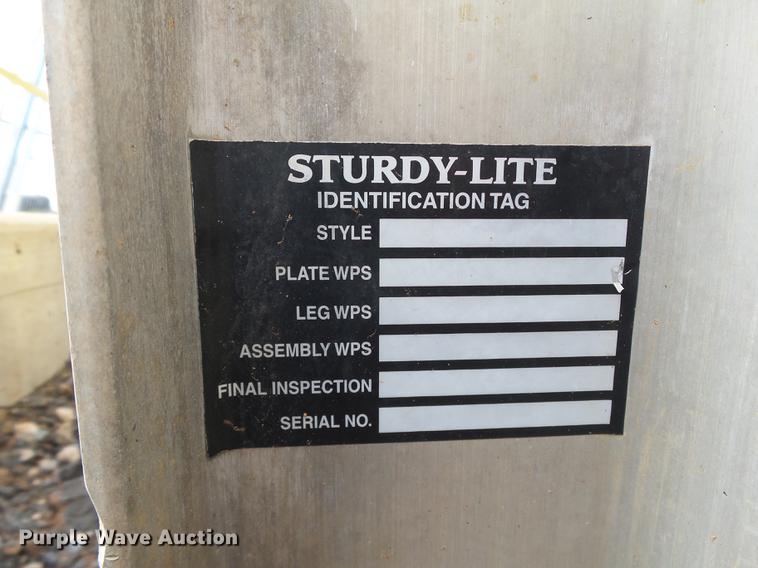 STURDY-LITE
IDENTIFICATION TAG
STYLE
PLATE WPS
LEG WPS
ASSEMBLY WPS
FINAL INSPECTION
SERIAL NO.
Purple Wave Auction